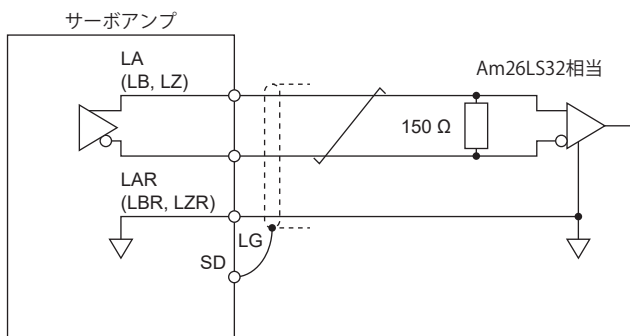 サーボアンプ
LA
(LB, LZ)
Am26LS32相当
150 Ω
LAR
(LBR, LZR)
LG
SD